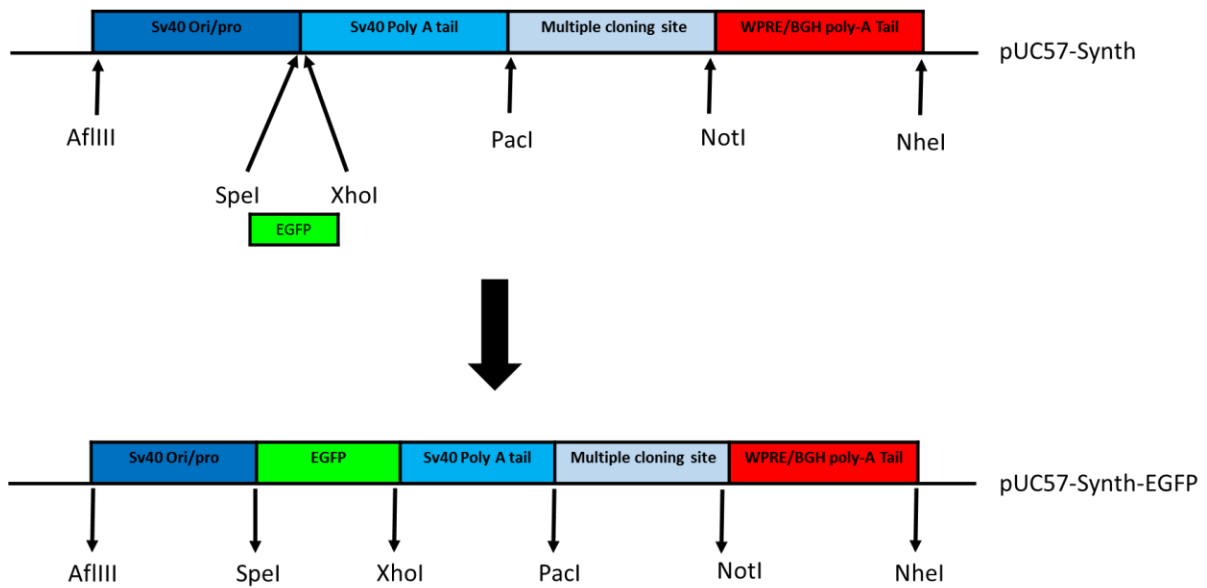 Sv40 Ori/pro Sv40 Poly A tail Multiple cloning site WPRE/BGH poly-A Tail
pUC57-Synth
AflIIII PacI NotI NheI
SpeI XhoI
EGFP
Sv40 Ori/pro EGFP Sv40 Poly A tail Multiple cloning site WPRE/BGH poly-A Tail
pUC57-Synth-EGFP
AflIIII SpeI XhoI PacI NotI NheI